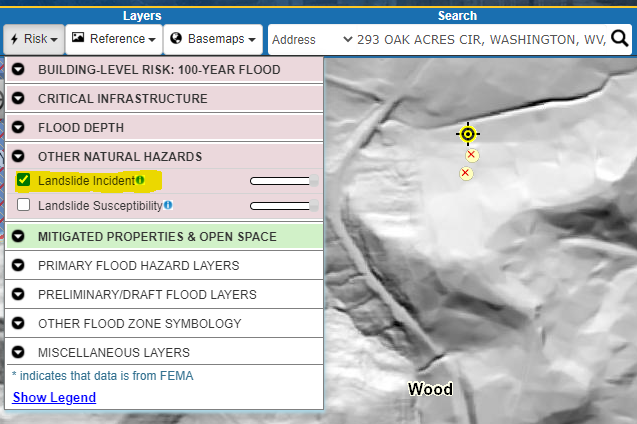 Layers
Search
Risk
Reference
Basemaps
Address
293 OAK ACRES CIR, WASHINGTON, WV,
BUILDING-LEVEL RISK: 100-YEAR FLOOD
CRITICAL INFRASTRUCTURE
FLOOD DEPTH
OTHER NATURAL HAZARDS
Landslide Incident
Landslide Susceptibility
MITIGATED PROPERTIES & OPEN SPACE
PRIMARY FLOOD HAZARD LAYERS
PRELIMINARY/DRAFT FLOOD LAYERS
OTHER FLOOD ZONE SYMBOLOGY
MISCELLANEOUS LAYERS
* indicates that data is from FEMA
Show Legend
Wood